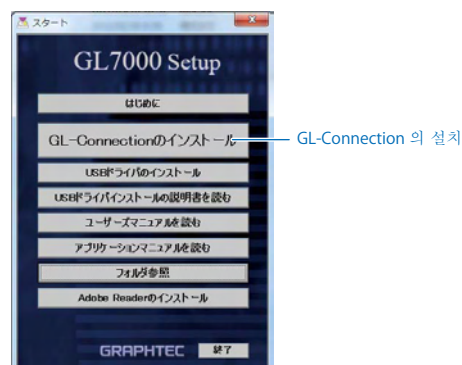 スタート
GL7000 Setup
はじめに
GL-Connectionのインストール
GL-Connection 의 설치
USBドライバのインストール
USBドライバインストールの説明書を読む
ユーザーズマニュアルを読む
アプリケーションマニュアルを読む
フォルダ参照
Adobe Readerのインストール
GRAPHTEC
終了